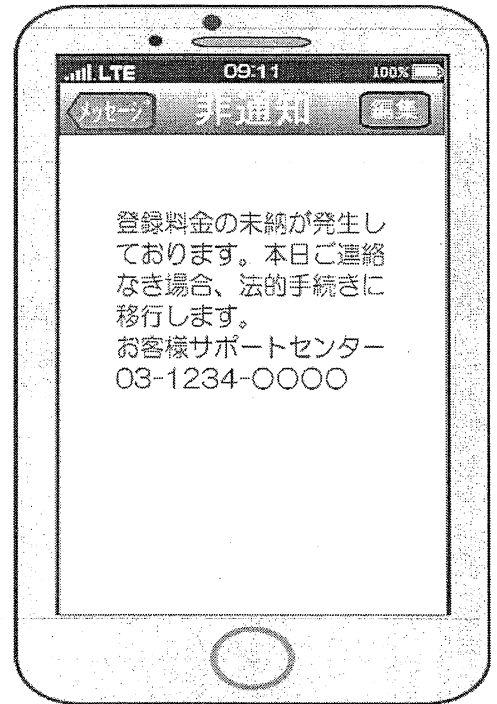 LTE 09:11 100%
メッセージ 非通知 編集
登録料金の未納が発生し
ております。本日ご連絡
なき場合、法的手続きに
移行します。
お客様サポートセンター
03-1234-○○○○